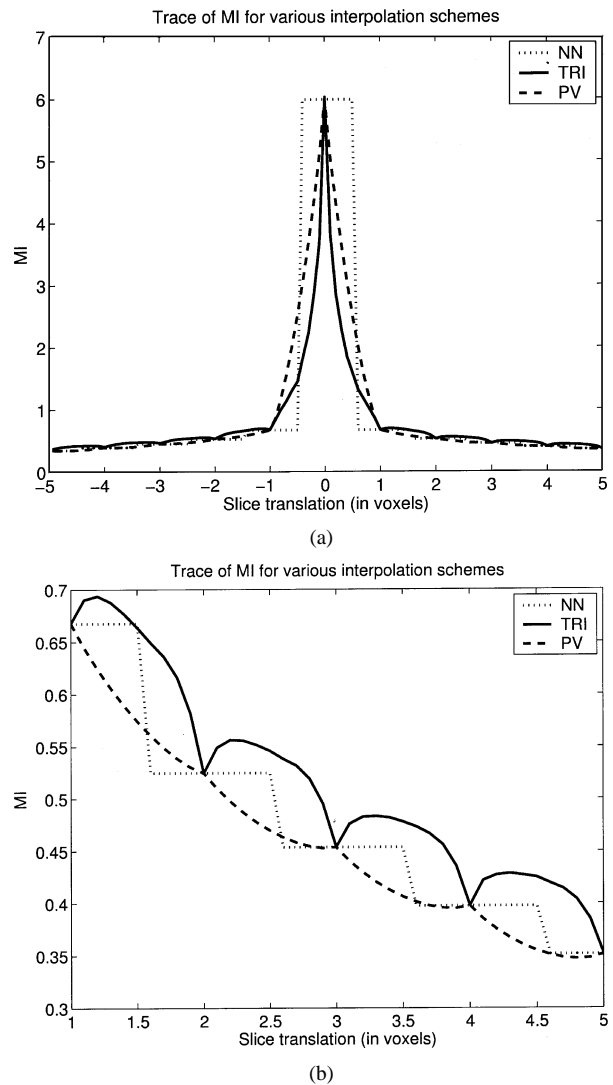 Trace of MI for various interpolation schemes
7
6
5
4
3
2
1
0
MI
NN
TRI
PV
−5 −4 −3 −2 −1 0 1 2 3 4 5
Slice translation (in voxels)
(a)
Trace of MI for various interpolation schemes
0.7
0.65
0.6
0.55
0.5
0.45
0.4
0.35
0.3
MI
NN
TRI
PV
1 1.5 2 2.5 3 3.5 4 4.5 5
Slice translation (in voxels)
(b)